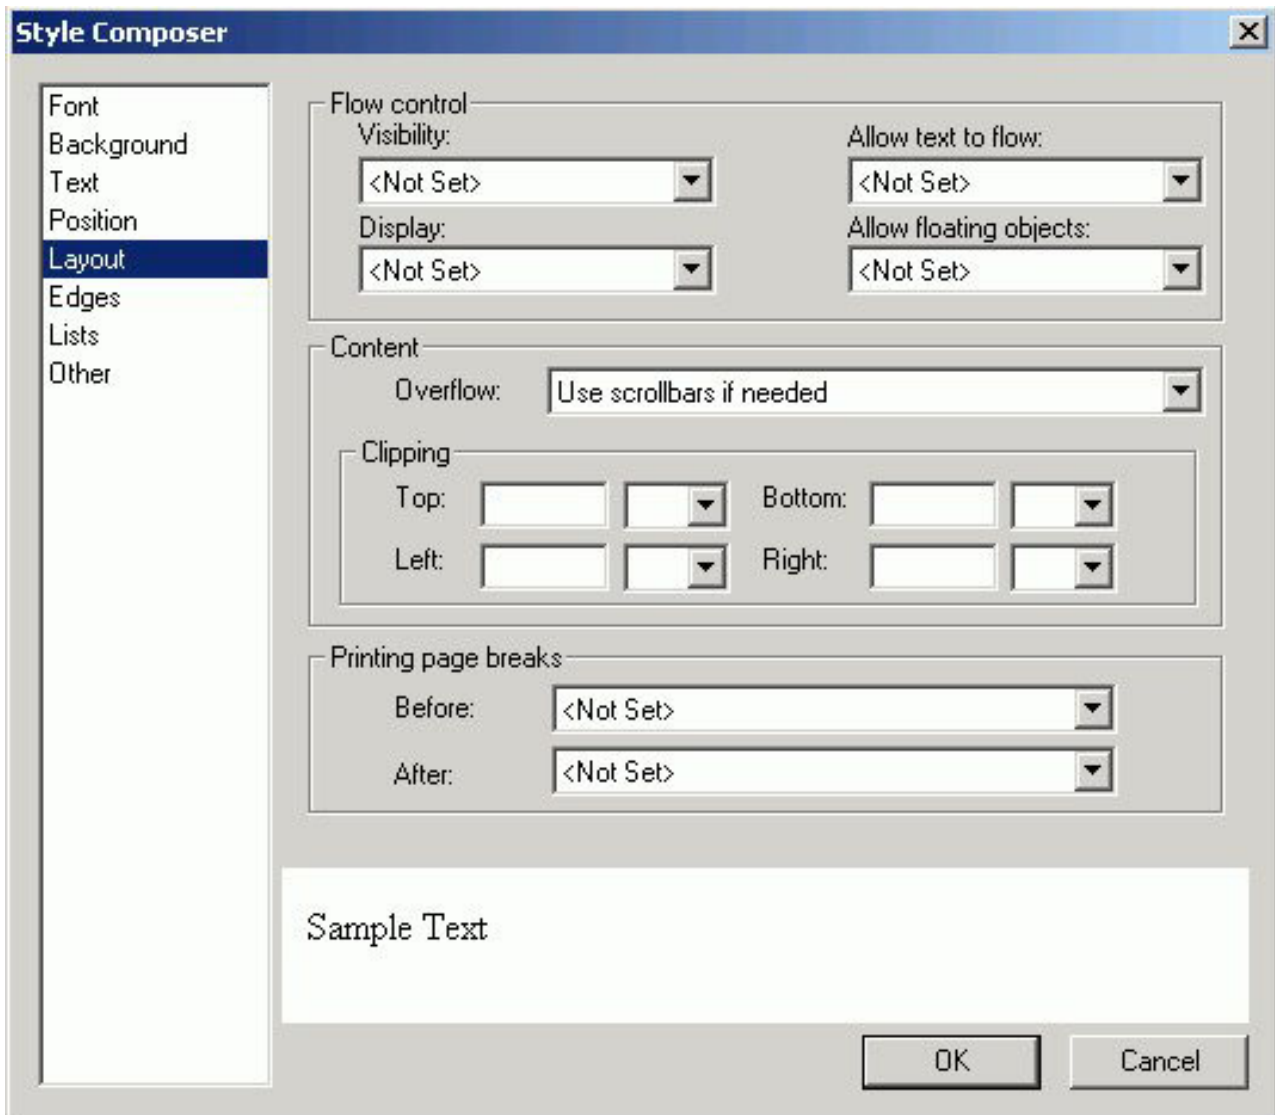 Style Composer
Font
Background
Text
Position
Layout
Edges
Lists
Other
Flow control
Visibility:
Allow text to flow:
<Not Set>
<Not Set>
Display:
Allow floating objects:
<Not Set>
<Not Set>
Content
Overflow:
Use scrollbars if needed
Clipping
Top:
Bottom:
Left:
Right:
Printing page breaks
Before:
<Not Set>
After:
<Not Set>
Sample Text
OK
Cancel